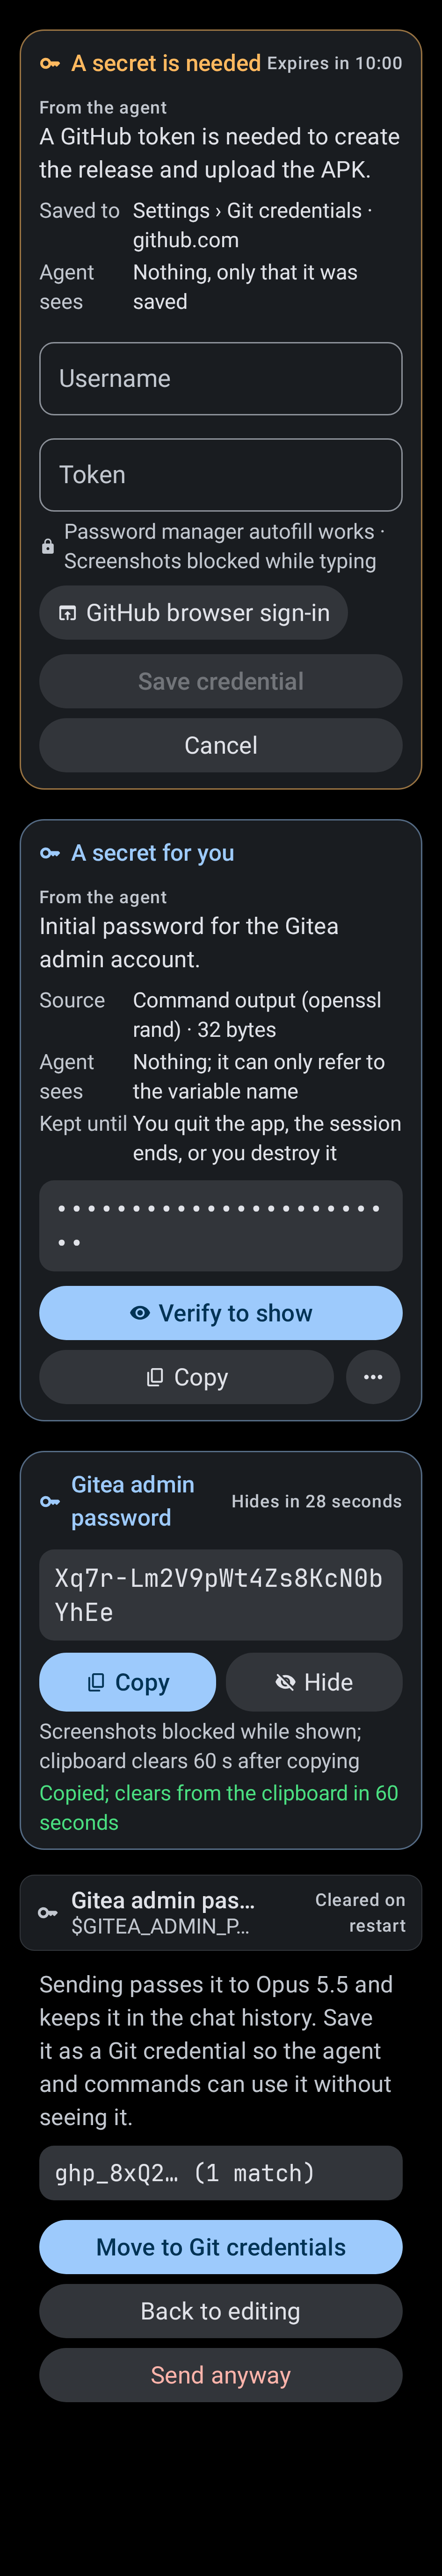 A secret is needed Expires in 10:00
From the agent
A GitHub token is needed to create
the release and upload the APK.
Saved to Settings › Git credentials ·
github.com
Agent Nothing, only that it was
sees saved
Username
Token
Password manager autofill works ·
Screenshots blocked while typing
GitHub browser sign-in
Save credential
Cancel
A secret for you
From the agent
Initial password for the Gitea
admin account.
Source Command output (openssl
rand) · 32 bytes
Agent Nothing; it can only refer to
sees the variable name
Kept until You quit the app, the session
ends, or you destroy it
••••••••••••••••••••••
••
Verify to show
Copy
Gitea admin
password
Hides in 28 seconds
Xq7r-Lm2V9pWt4Zs8KcN0b
YhEe
Copy Hide
Screenshots blocked while shown;
clipboard clears 60 s after copying
Copied; clears from the clipboard in 60
seconds
Gitea admin pas…
$GITEA_ADMIN_P…
Cleared on
restart
Sending passes it to Opus 5.5 and
keeps it in the chat history. Save
it as a Git credential so the agent
and commands can use it without
seeing it.
ghp_8xQ2… (1 match)
Move to Git credentials
Back to editing
Send anyway